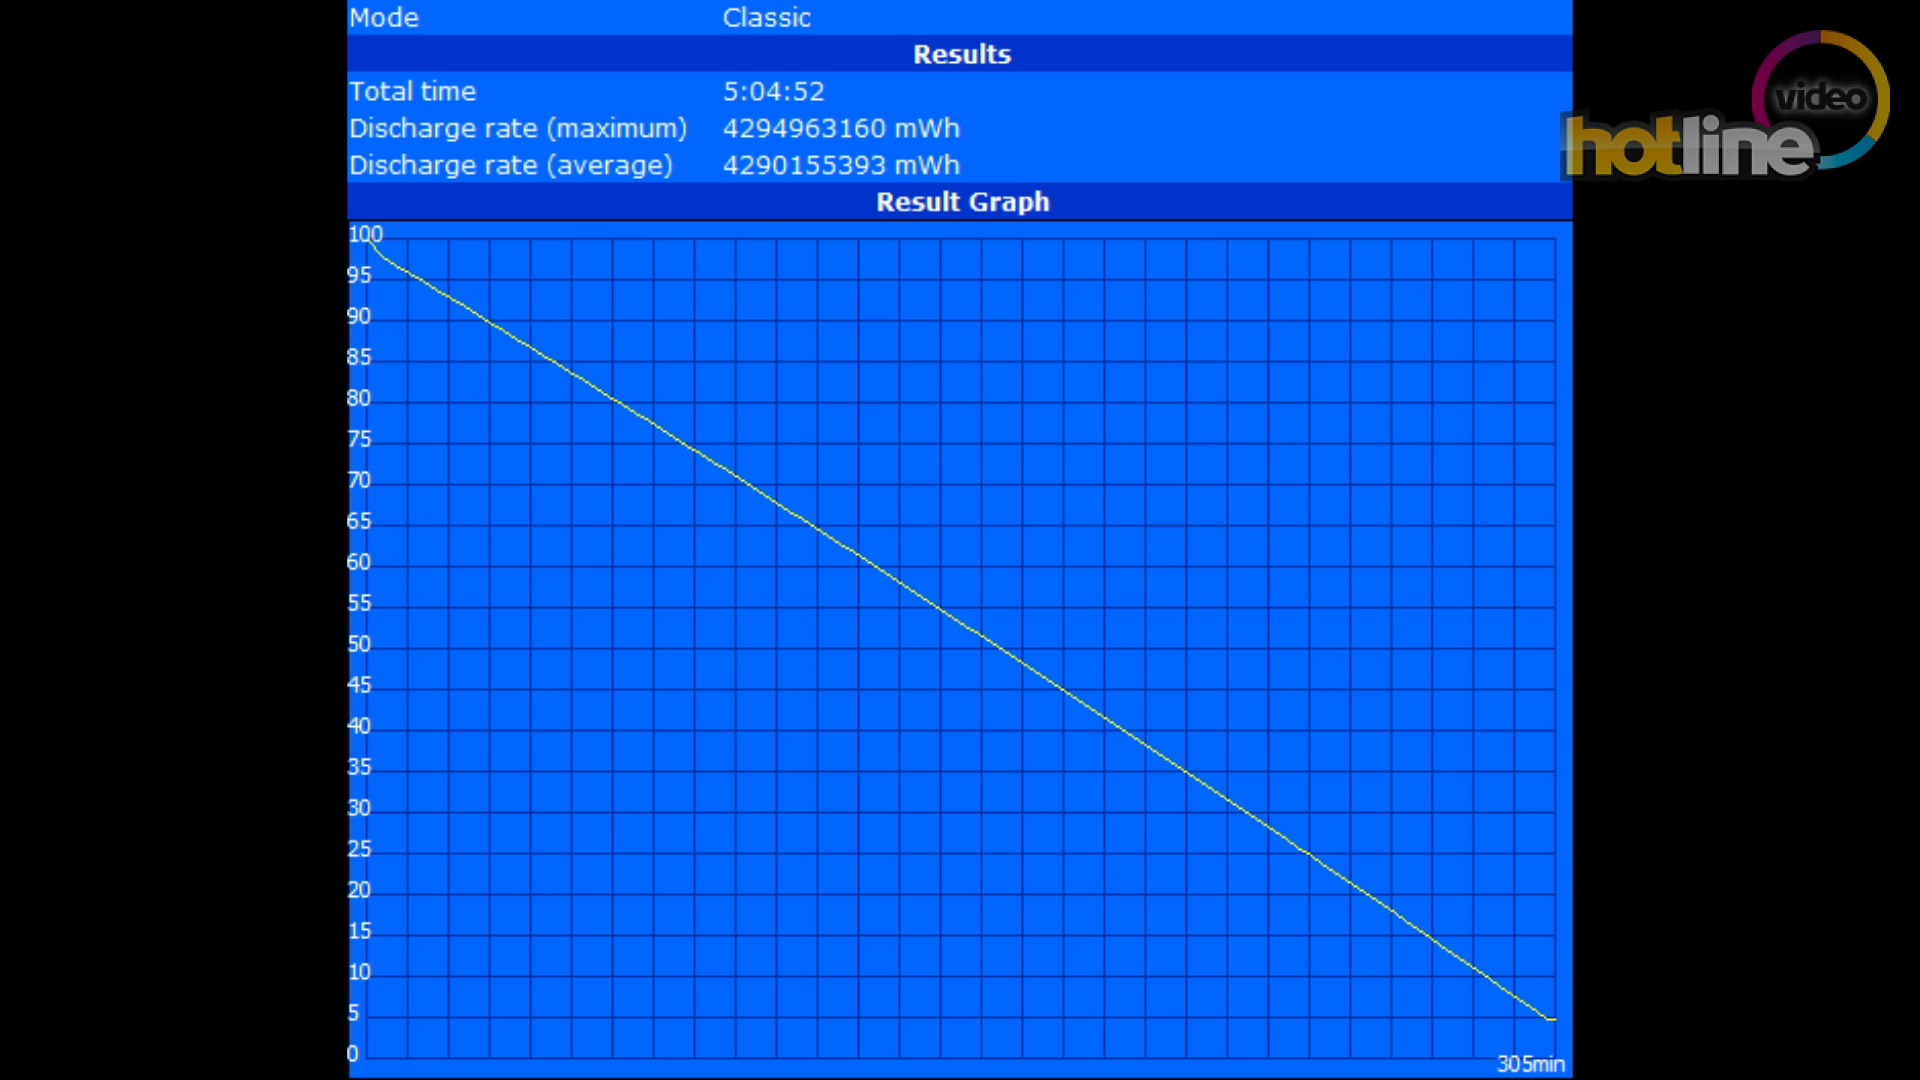 Mode Classic
Results
Total time 5:04:52
Discharge rate (maximum) 4294963160 mWh
Discharge rate (average) 4290155393 mWh
Result Graph
video
hotline
100
95
90
85
80
75
70
65
60
55
50
45
40
35
30
25
20
15
10
5
0
305min